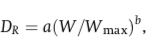 D_R = a(W/W_max)^b,